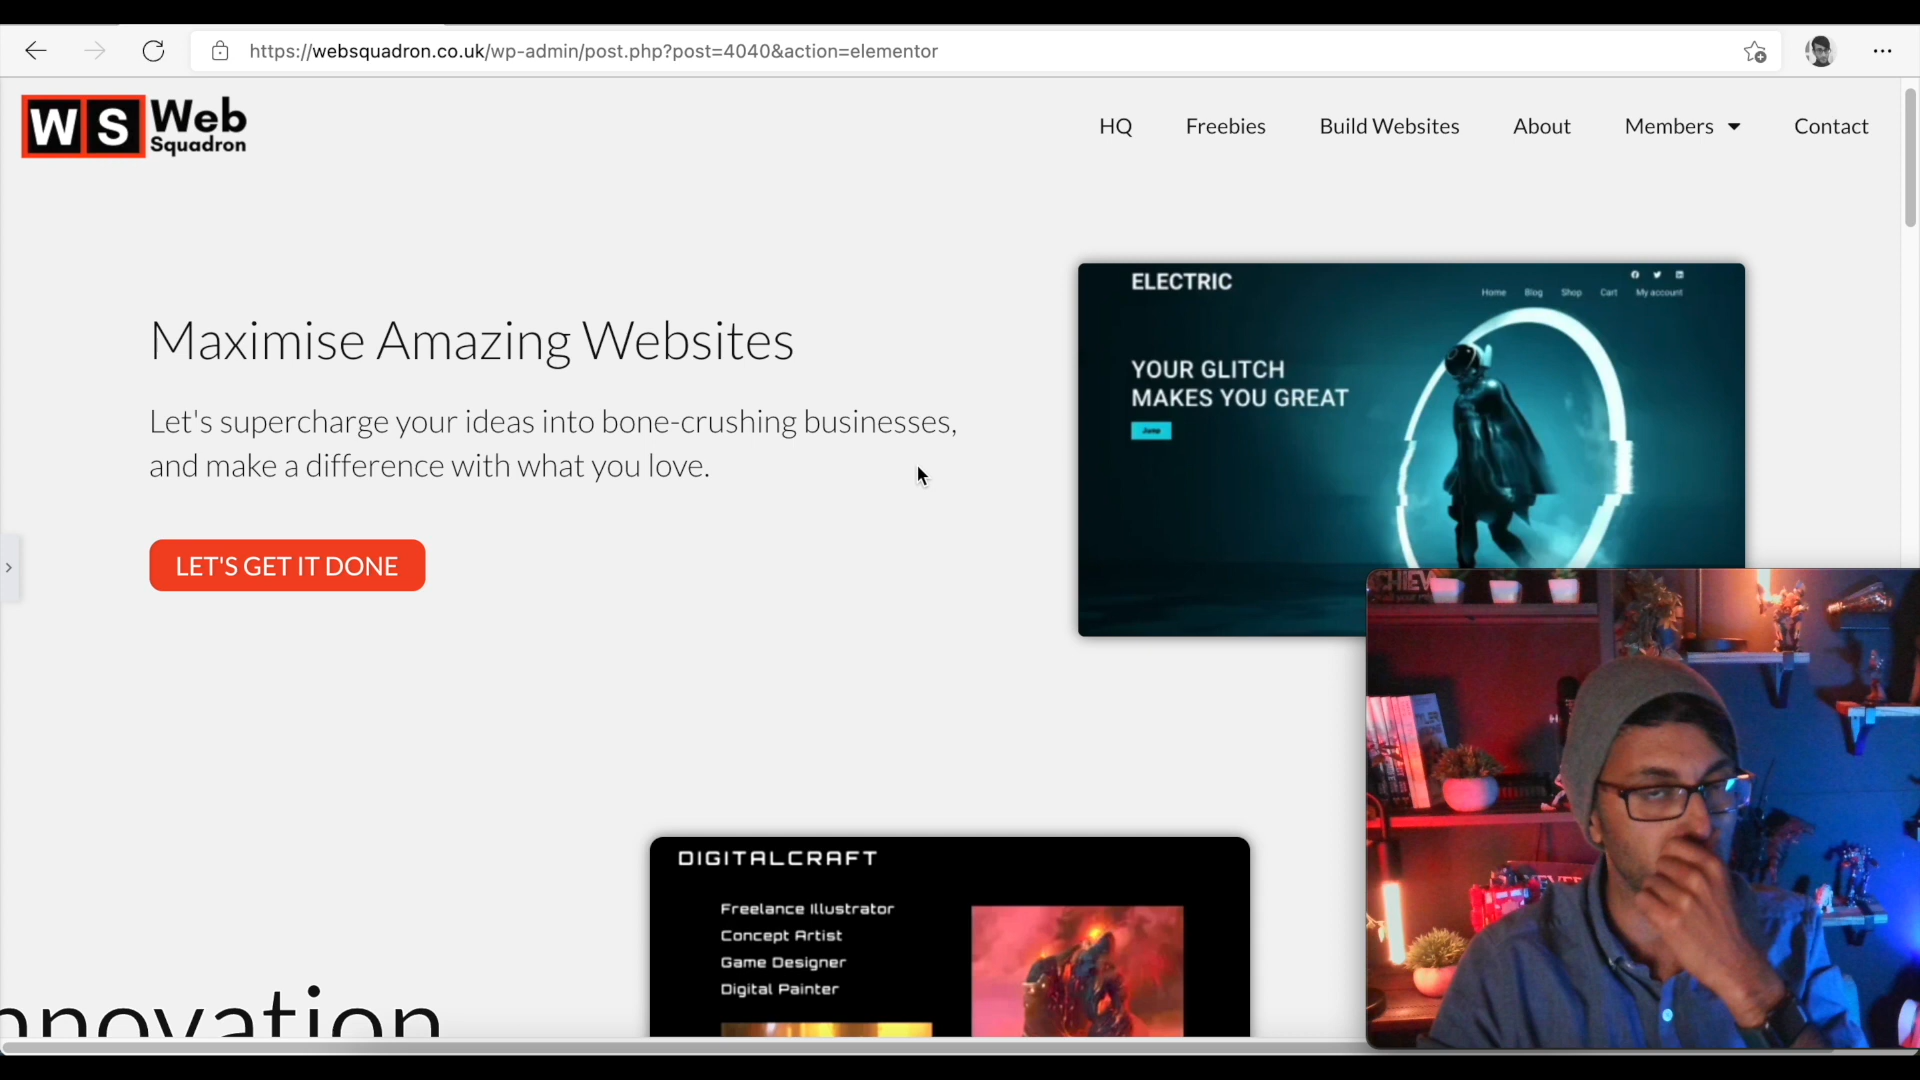 https://websquadron.co.uk/wp-admin/post.php?post=4040&action=elementor
WS Web
Squadron
HQ
Freebies
Build Websites
About
Members
Contact
ELECTRIC
Home
Blog
Shop
Cart
My account
YOUR GLITCH
MAKES YOU GREAT
Jump
Maximise Amazing Websites
Let's supercharge your ideas into bone-crushing businesses,
and make a difference with what you love.
LET'S GET IT DONE
DIGITALCRAFT
Freelance Illustrator
Concept Artist
Game Designer
Digital Painter
nnovation